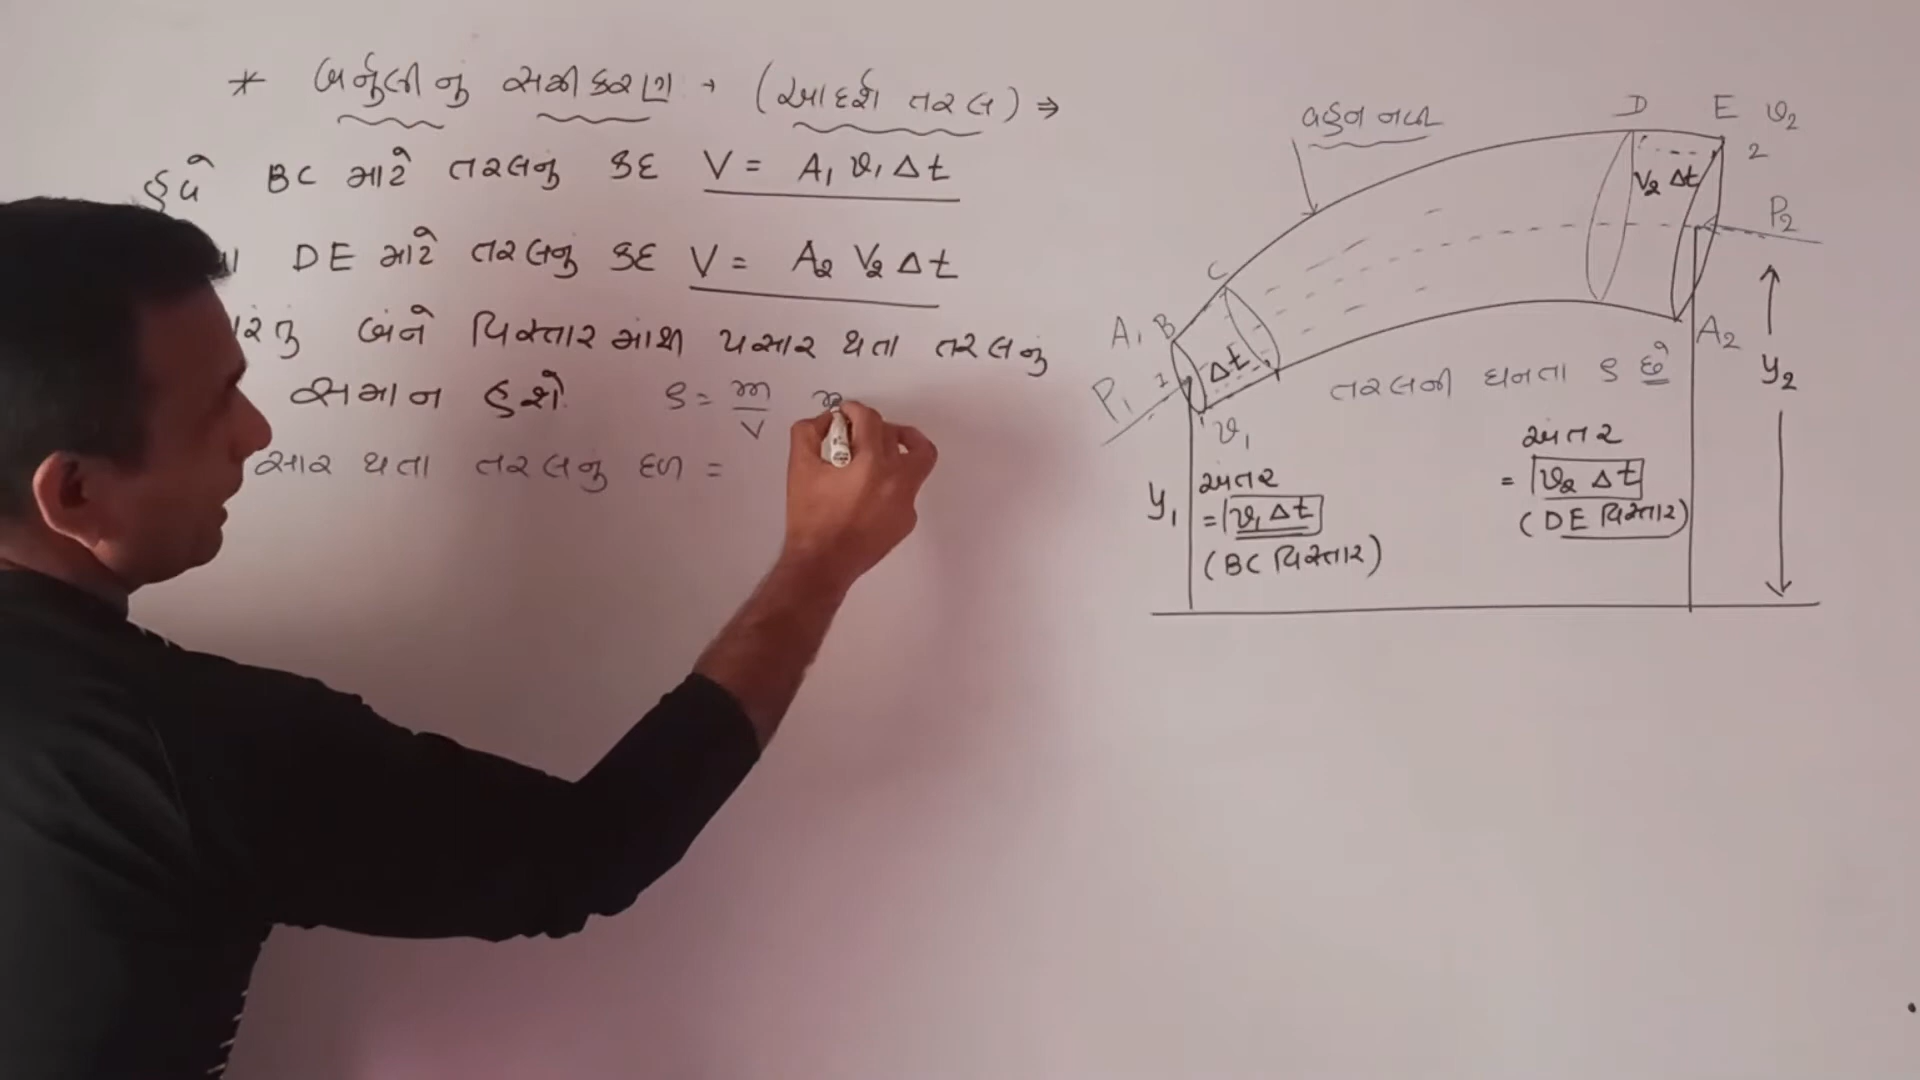 * બર્નુલીનું સમીકરણ → (આદર્શ તરલ) ⇒
હવે BC માટે તરલનું કદ V = A₁ v₁ Δt
DE માટે તરલનું કદ V = A₂ V₂ Δt
બંને વિસ્તાર માંથી પસાર થતા તરલનું
સમાન હશે. ρ = m/V m
થતા તરલનું દળ =
વહન નળી
D E v₂
2
V₂ Δt
P₂
C
A₁ B
Δt
A₂
P₁ 1
v₁
તરલની ઘનતા ρ છે
y₂
અંતર
= v₁ Δt
(BC વિસ્તાર)
y₁
અંતર
= v₂ Δt
(DE વિસ્તાર)